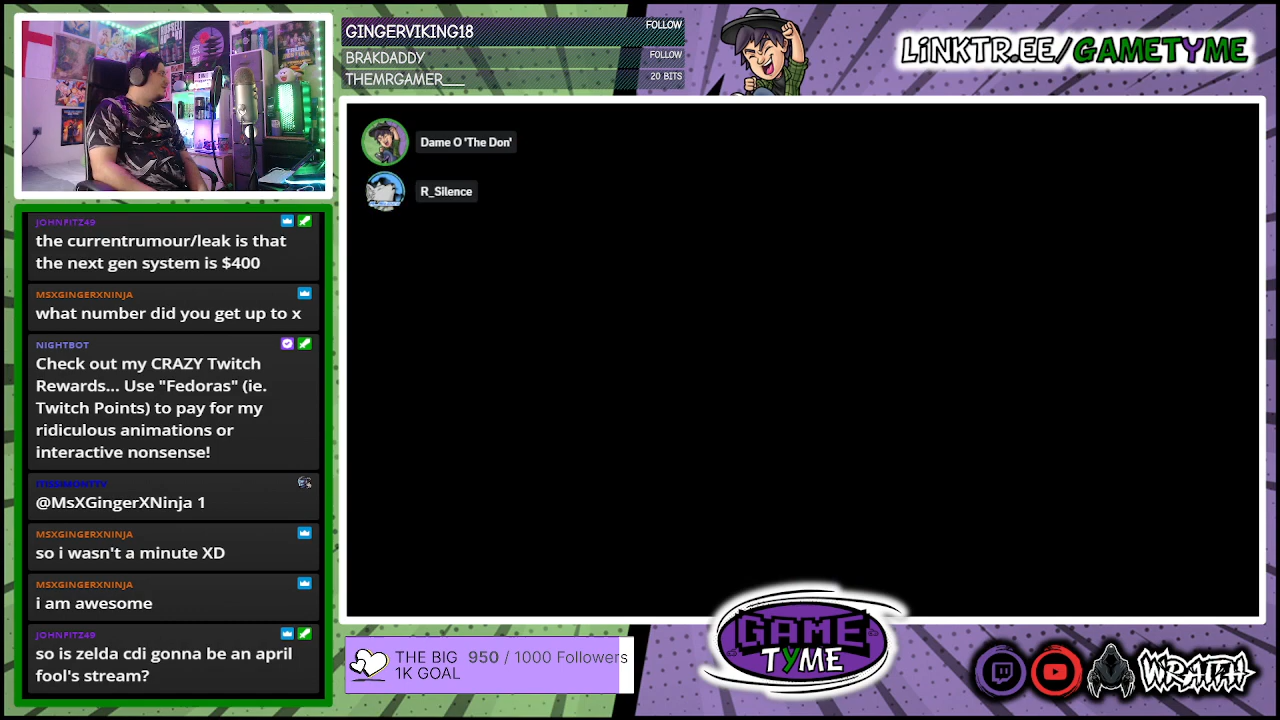 GINGERVIKING18
FOLLOW
BRAKDADDY
FOLLOW
THEMRGAMER___
20 BITS
LINKTR.EE/GAMETYME
Dame O 'The Don'
R_Silence
JOHNFITZ49
the currentrumour/leak is that
the next gen system is $400
MSXGINGERXNINJA
what number did you get up to x
NIGHTBOT
Check out my CRAZY Twitch
Rewards... Use "Fedoras" (ie.
Twitch Points) to pay for my
ridiculous animations or
interactive nonsense!
@MsXGingerXNinja 1
MSXGINGERXNINJA
so i wasn't a minute XD
MSXGINGERXNINJA
i am awesome
JOHNFITZ49
so is zelda cdi gonna be an april
fool's stream?
THE BIG
1K GOAL
950 / 1000 Followers
GAME
TYME
WRATH